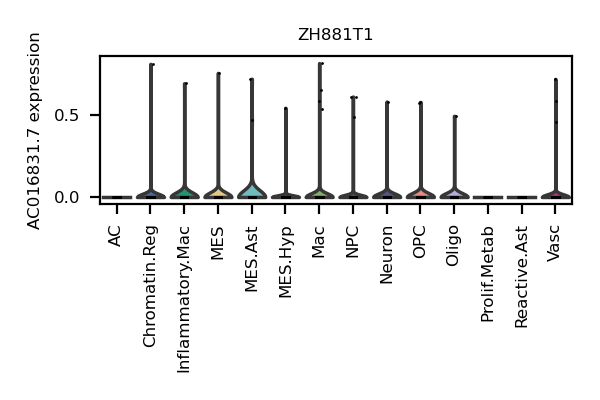 ZH881T1
AC016831.7 expression
0.5
0.0
AC
Chromatin.Reg
Inflammatory.Mac
MES
MES.Ast
MES.Hyp
Mac
NPC
Neuron
OPC
Oligo
Prolif.Metab
Reactive.Ast
Vasc